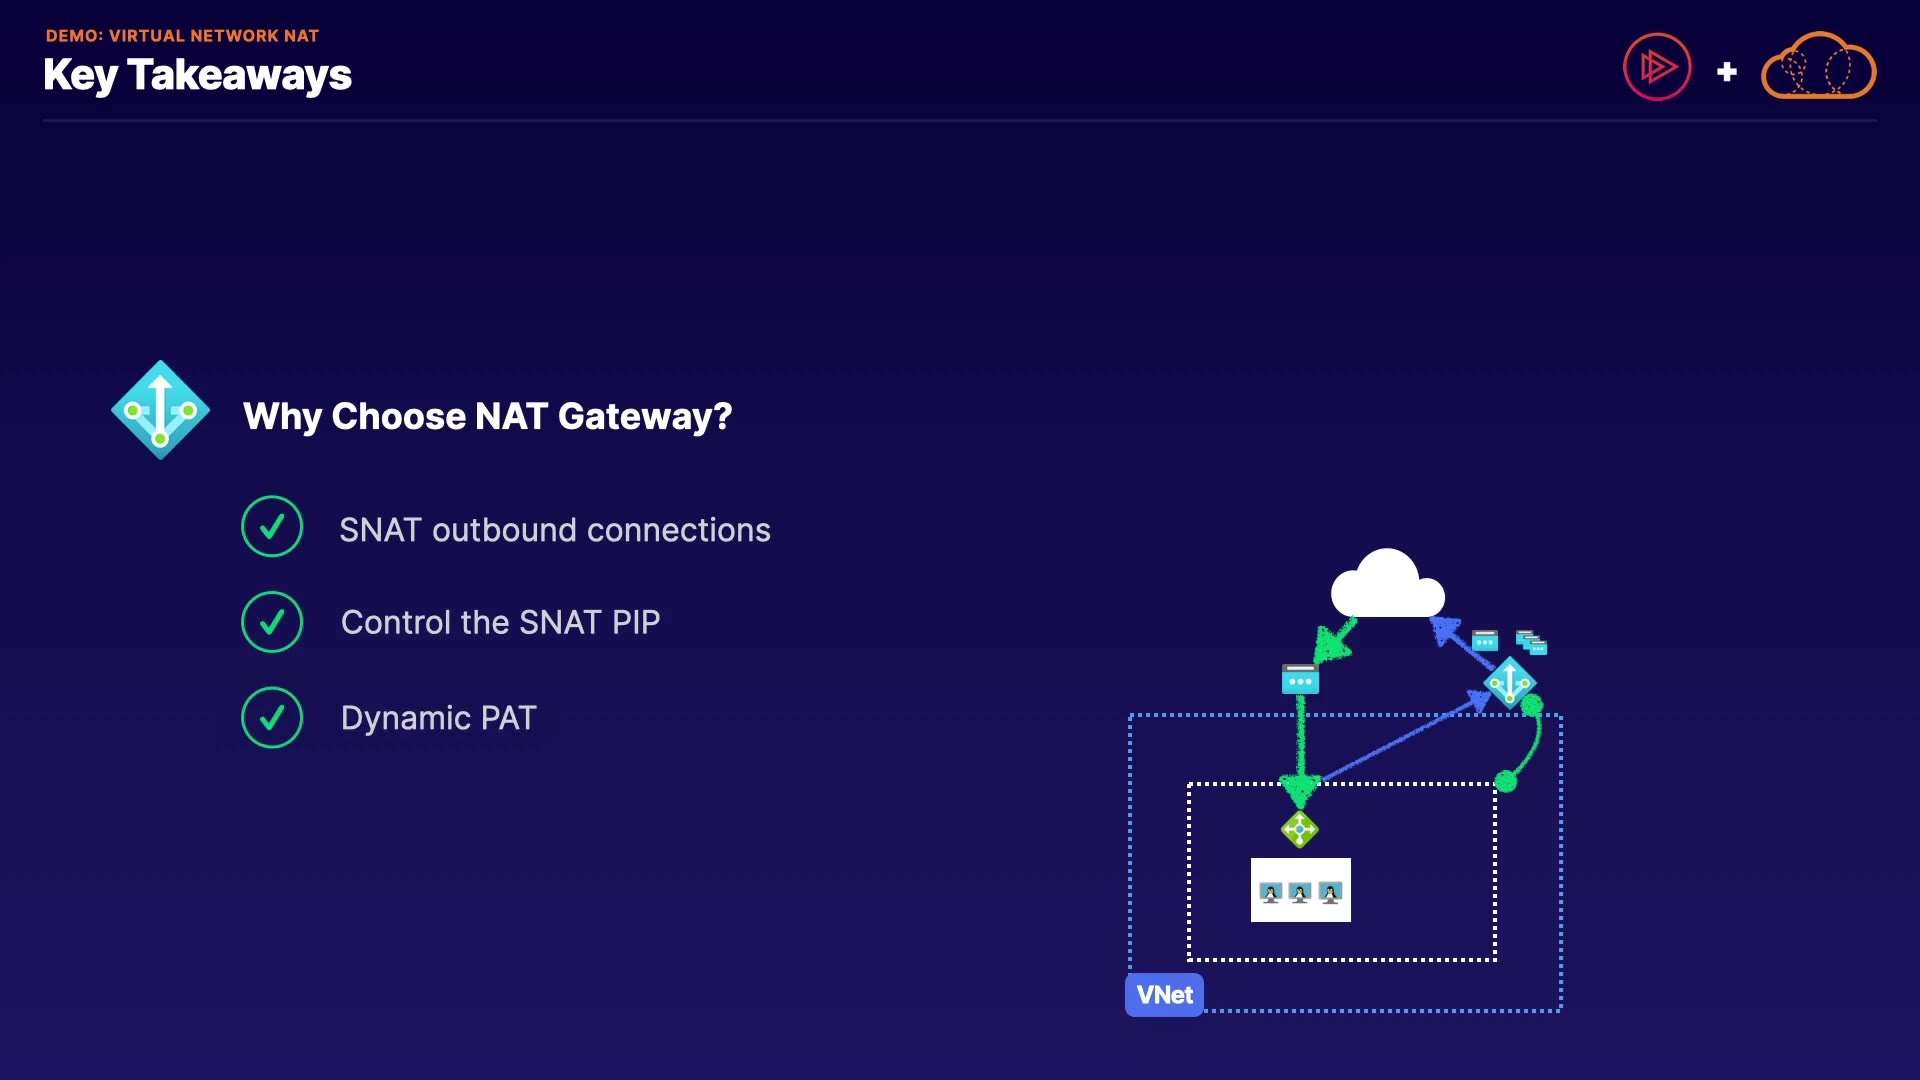 DEMO: VIRTUAL NETWORK NAT
Key Takeaways
Why Choose NAT Gateway?
SNAT outbound connections
Control the SNAT PIP
Dynamic PAT
VNet